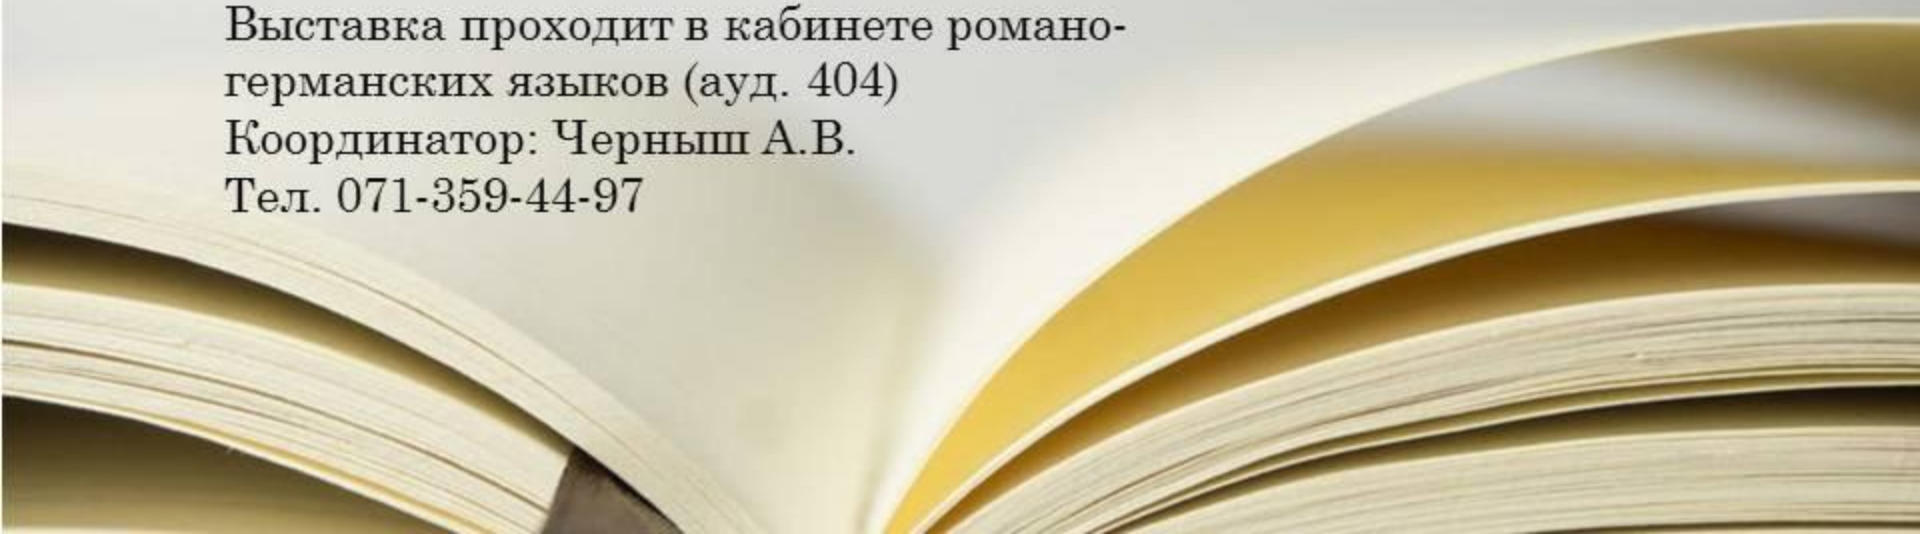 Выставка проходит в кабинете романо-
германских языков (ауд. 404)
Координатор: Черныш А.В.
Тел. 071-359-44-97